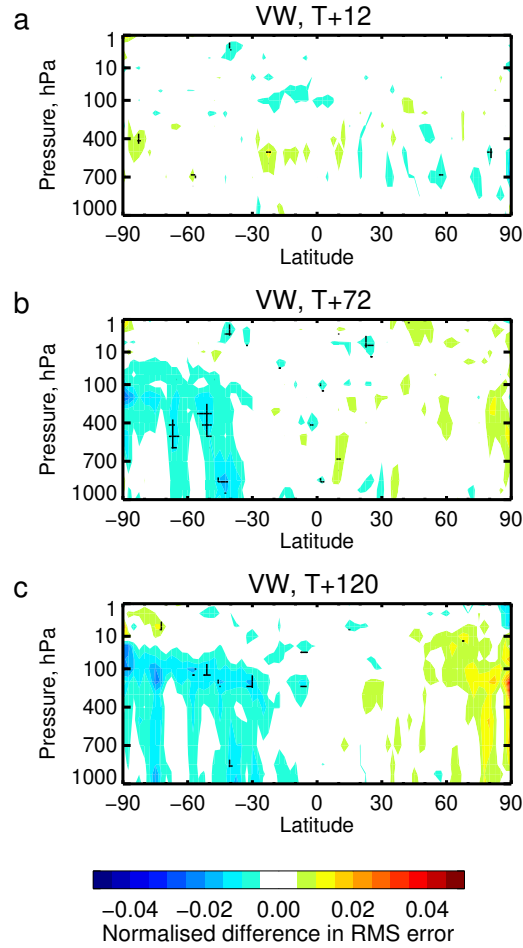 a
VW, T+12
Pressure, hPa
1
10
100
400
700
1000
−90 −60 −30 0 30 60 90
Latitude
b
VW, T+72
Pressure, hPa
1
10
100
400
700
1000
−90 −60 −30 0 30 60 90
Latitude
c
VW, T+120
Pressure, hPa
1
10
100
400
700
1000
−90 −60 −30 0 30 60 90
Latitude
−0.04 −0.02 0.00 0.02 0.04
Normalised difference in RMS error